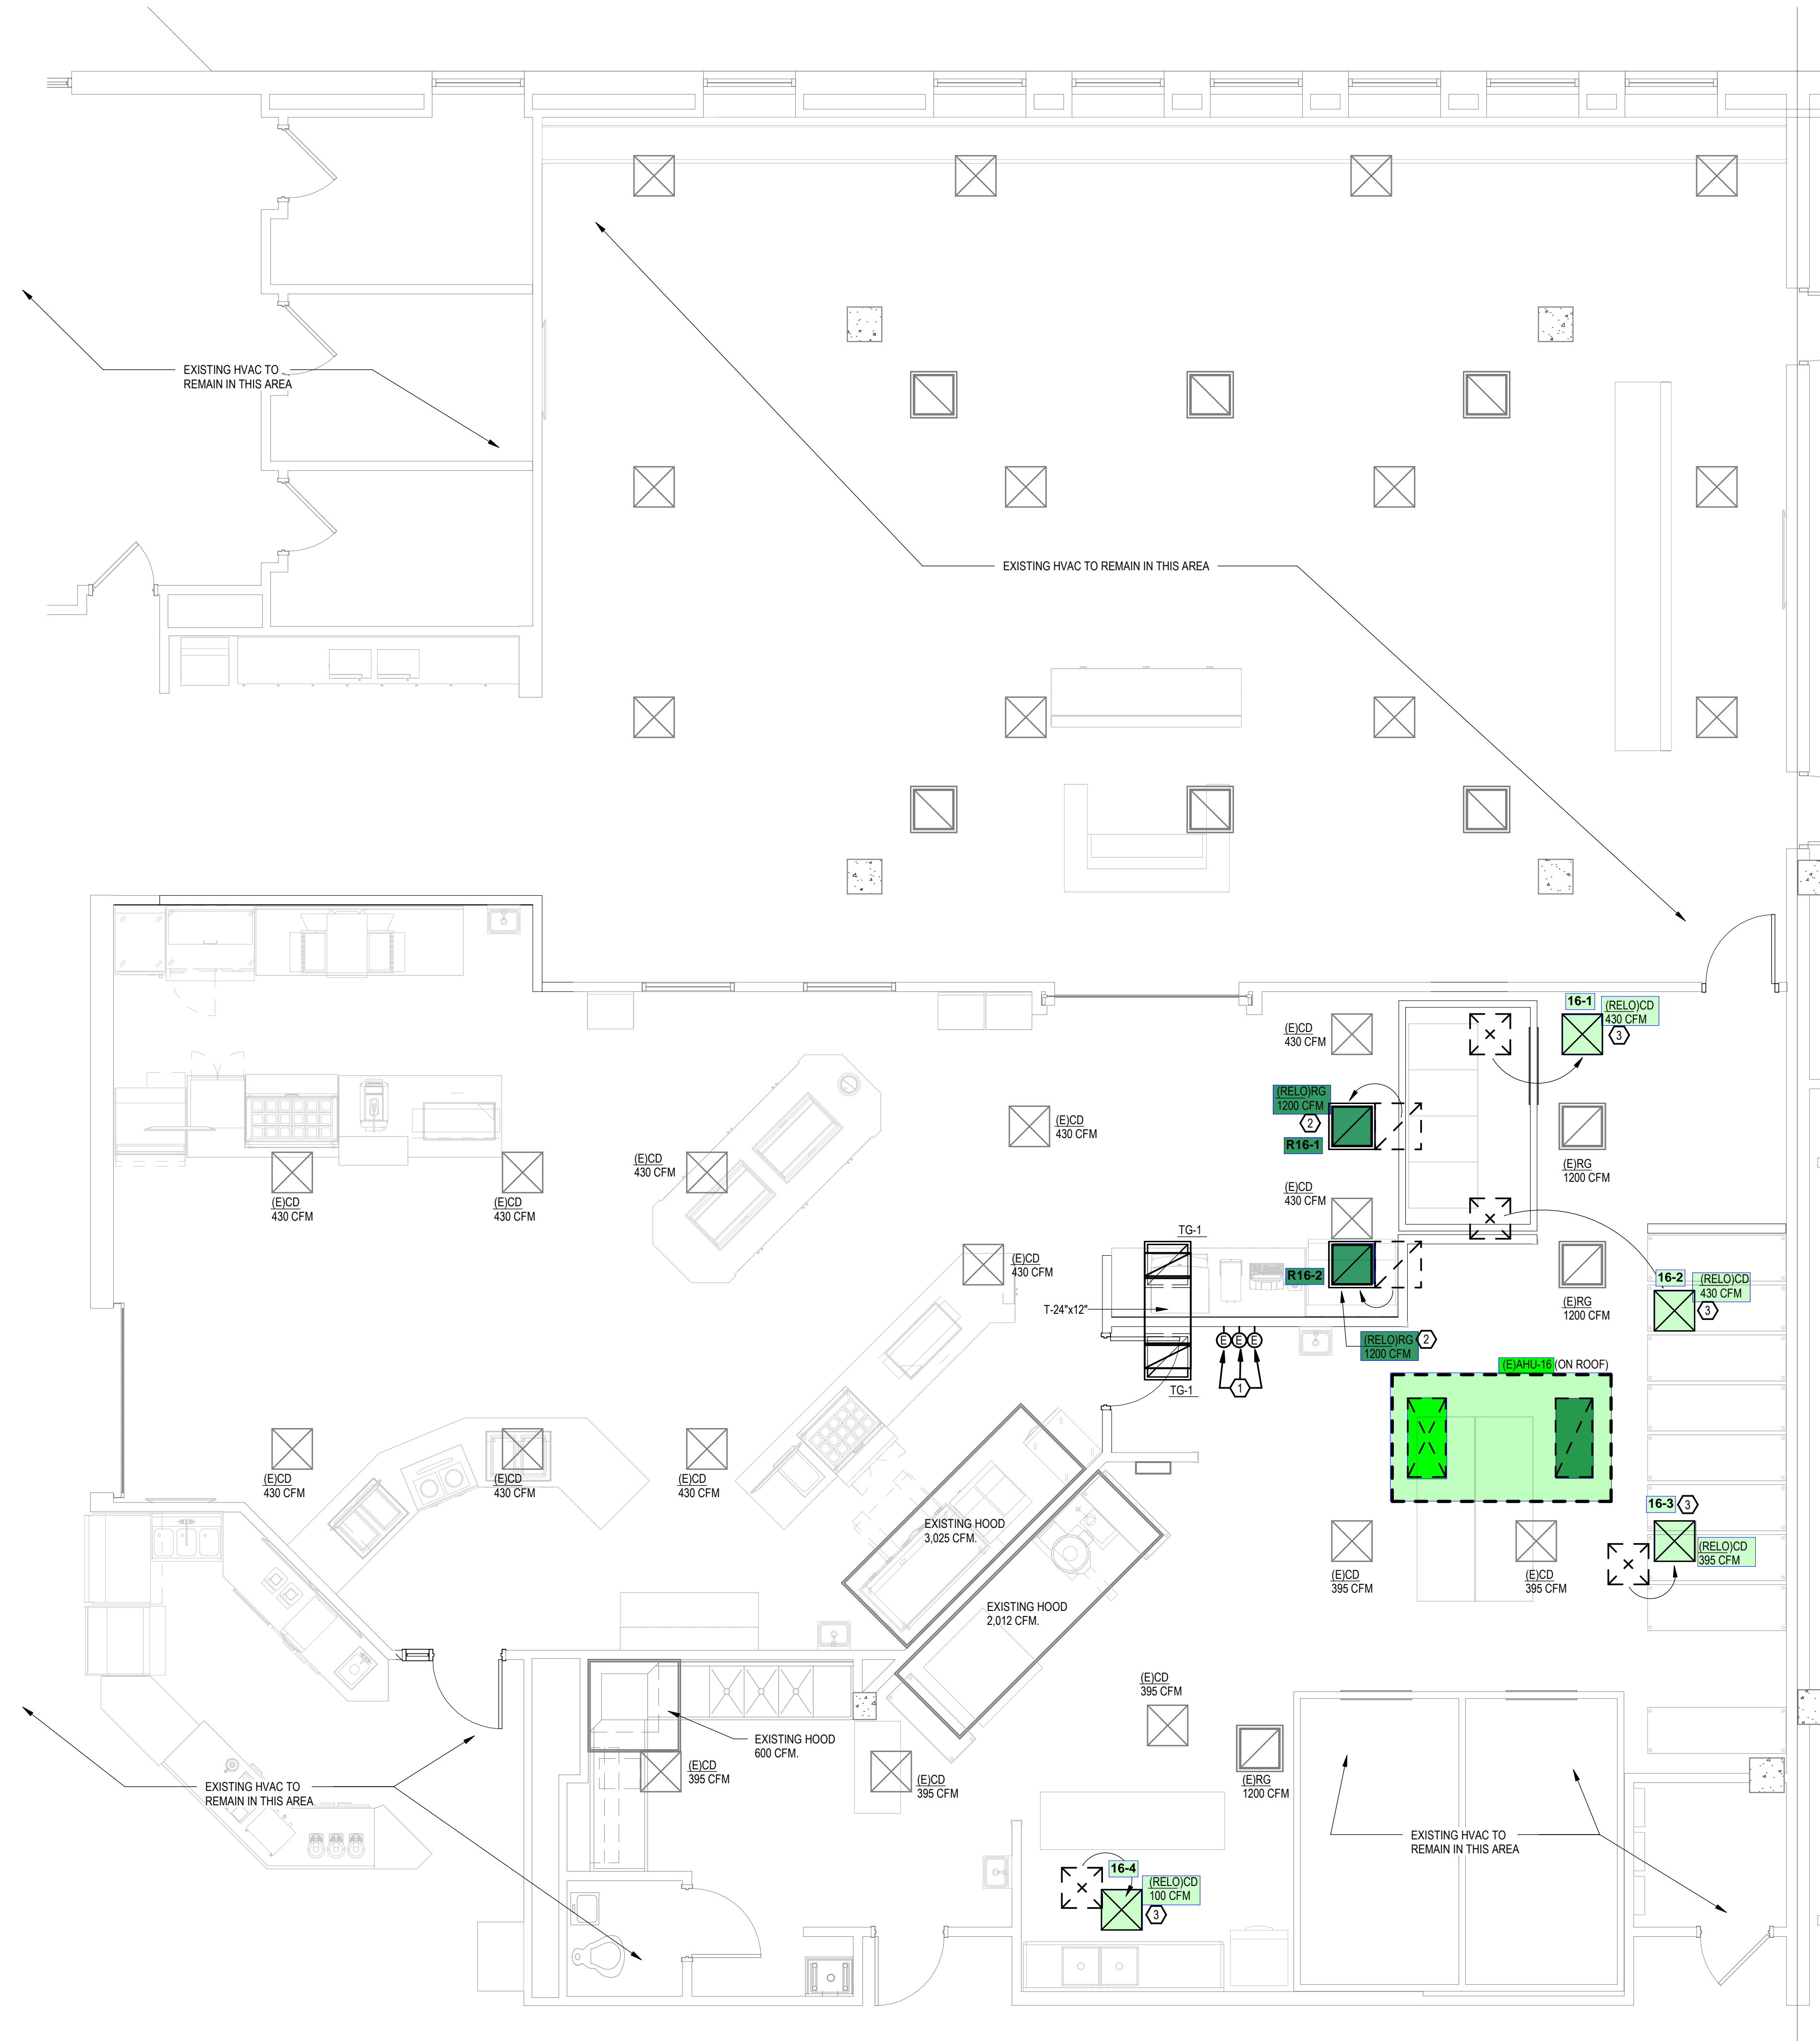 EXISTING HVAC TO
REMAIN IN THIS AREA
EXISTING HVAC TO REMAIN IN THIS AREA
16-1
(RELO)CD
430 CFM
3
(E)CD
430 CFM
(RELO)RG
1200 CFM
2
R16-1
(E)CD
430 CFM
(E)RG
1200 CFM
(E)CD
430 CFM
(E)CD
430 CFM
(E)CD
430 CFM
(E)CD
430 CFM
TG-1
(E)CD
430 CFM
R16-2
16-2
(RELO)CD
430 CFM
3
(E)RG
1200 CFM
T-24"x12"
E
E
E
(RELO)RG
1200 CFM
2
(E)AHU-16 (ON ROOF)
1
TG-1
(E)CD
430 CFM
(E)CD
430 CFM
(E)CD
430 CFM
16-3
3
EXISTING HOOD
3,025 CFM.
(RELO)CD
395 CFM
(E)CD
395 CFM
(E)CD
395 CFM
EXISTING HOOD
2,012 CFM.
(E)CD
395 CFM
EXISTING HOOD
600 CFM.
(E)CD
395 CFM
(E)CD
395 CFM
(E)RG
1200 CFM
EXISTING HVAC TO
REMAIN IN THIS AREA
EXISTING HVAC TO
REMAIN IN THIS AREA
16-4
(RELO)CD
100 CFM
3